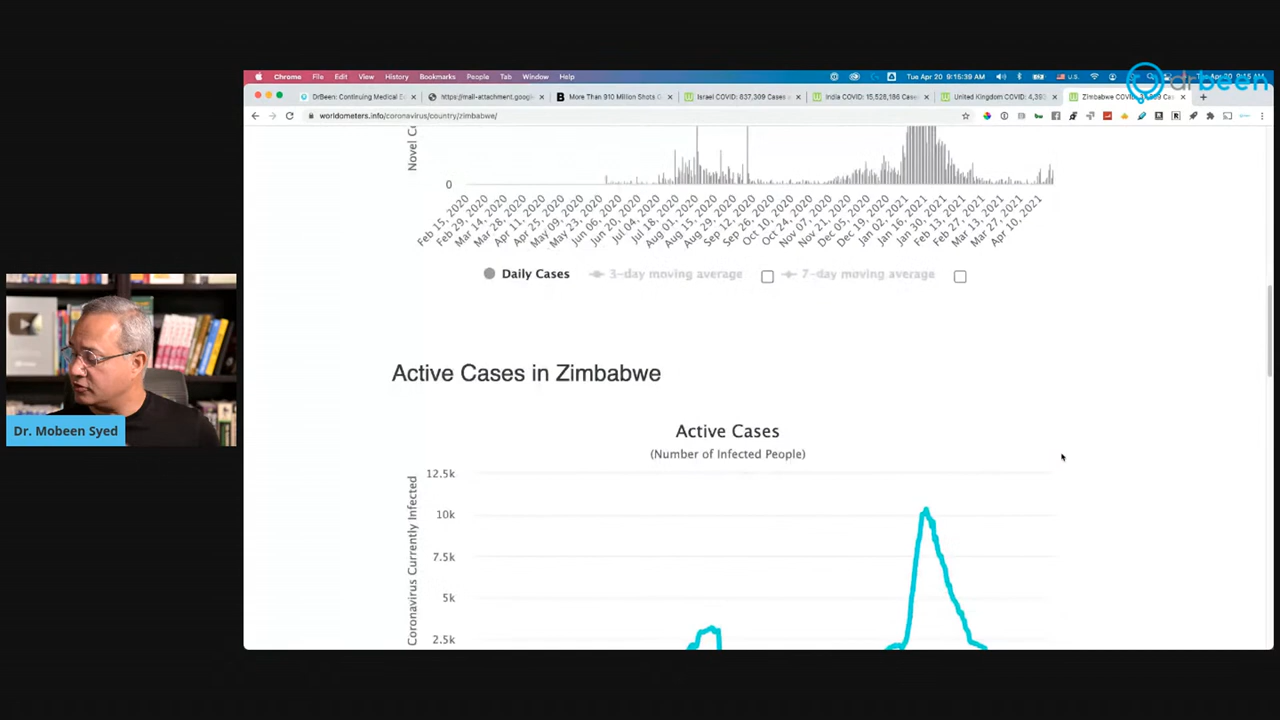 Chrome File Edit View History Bookmarks People Tab Window Help
Tue Apr 20 9:15:39 AM
U.S.
drbeen
DrBeen: Continuing Medical E
https://mail-attachment.googl
More Than 910 Million Shots G
Israel COVID: 837,309 Cases
India COVID: 15,528,186 Case
United Kingdom COVID: 4,39
Zimbabwe COV
worldometers.info/coronavirus/country/zimbabwe/
Novel C
0
Feb 15, 2020
Feb 29, 2020
Mar 14, 2020
Mar 28, 2020
Apr 11, 2020
Apr 25, 2020
May 09, 2020
May 23, 2020
Jun 06, 2020
Jun 20, 2020
Jul 04, 2020
Jul 18, 2020
Aug 01, 2020
Aug 15, 2020
Aug 29, 2020
Sep 12, 2020
Sep 26, 2020
Oct 10, 2020
Oct 24, 2020
Nov 07, 2020
Nov 21, 2020
Dec 05, 2020
Dec 19, 2020
Jan 02, 2021
Jan 16, 2021
Jan 30, 2021
Feb 13, 2021
Feb 27, 2021
Mar 13, 2021
Mar 27, 2021
Apr 10, 2021
Daily Cases
3-day moving average
7-day moving average
Active Cases in Zimbabwe
Active Cases
(Number of Infected People)
Coronavirus Currently Infected
12.5k
10k
7.5k
5k
2.5k
Dr. Mobeen Syed